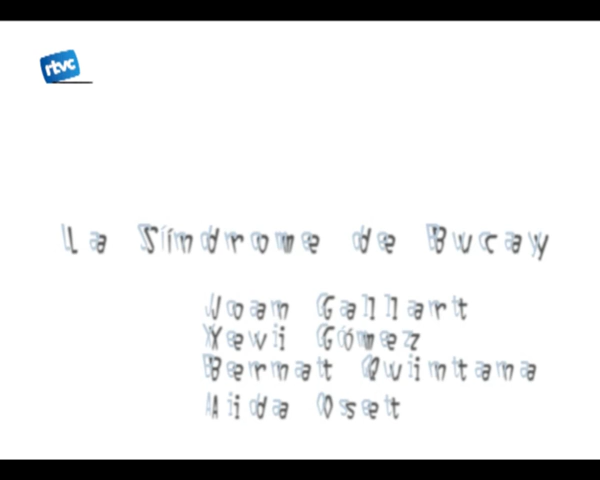 rtvc
La Síndrome de Bucay
Joan Gallart
Xevi Gómez
Bernat Quintana
Aida Oset